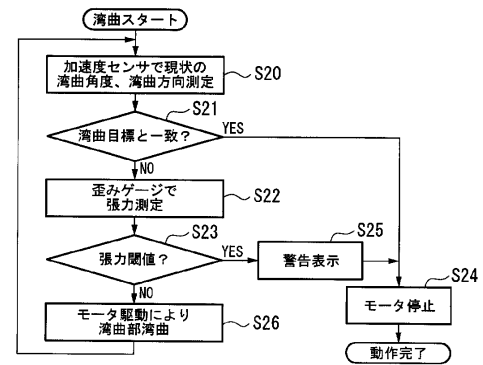 湾曲スタート
加速度センサで現状の
湾曲角度、湾曲方向測定
S20
湾曲目標と一致?
S21
YES
NO
歪みゲージで
張力測定
S22
張力閾値?
S23
YES
警告表示
S25
モータ停止
S24
NO
モータ駆動により
湾曲部湾曲
S26
動作完了